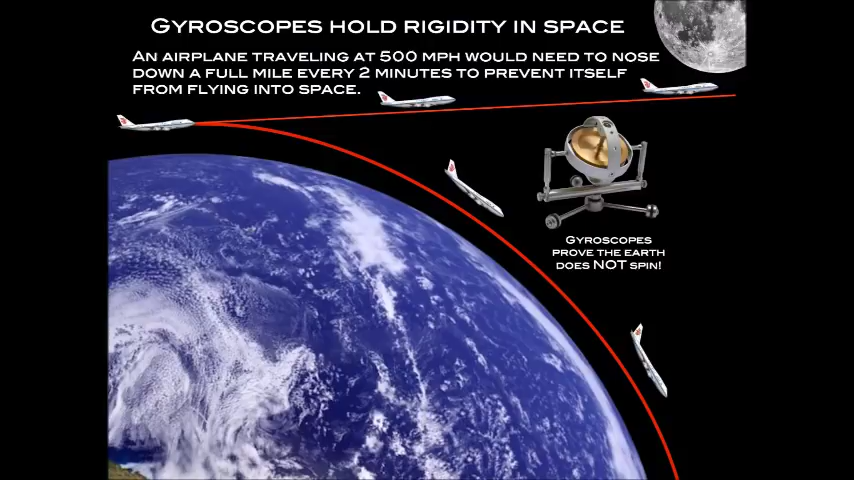 Gyroscopes hold rigidity in space
An airplane traveling at 500 mph would need to nose
down a full mile every 2 minutes to prevent itself
from flying into space.
Gyroscopes
prove the earth
does NOT spin!